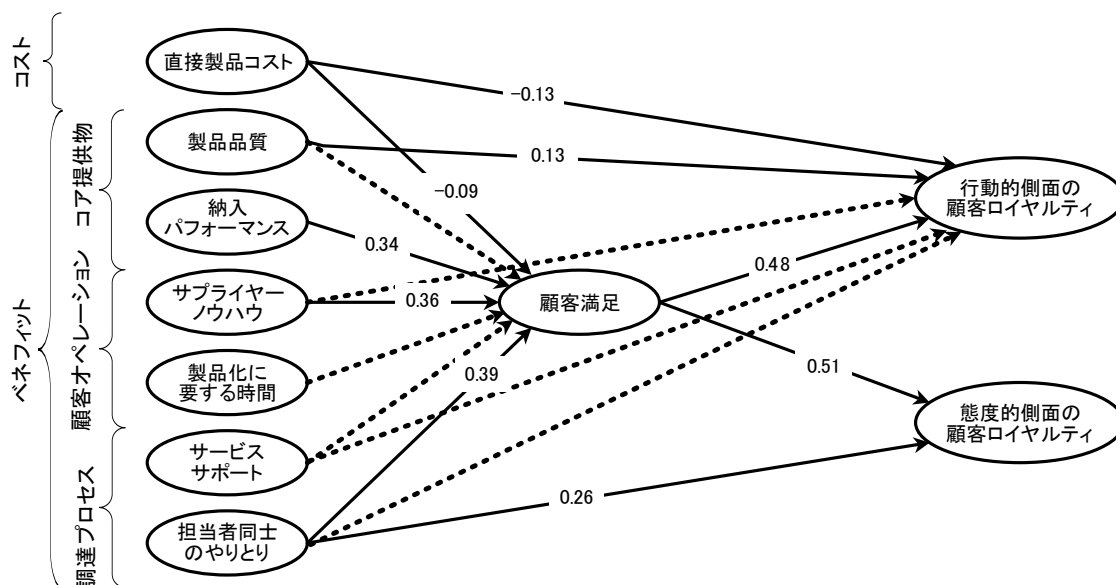 コスト
ベネフィット
コア提供物
顧客オペレーション
調達プロセス
直接製品コスト
製品品質
納入
パフォーマンス
サプライヤー
ノウハウ
製品化に
要する時間
サービス
サポート
担当者同士
のやりとり
顧客満足
行動的側面の
顧客ロイヤルティ
態度的側面の
顧客ロイヤルティ
−0.13
0.13
−0.09
0.34
0.36
0.39
0.48
0.51
0.26